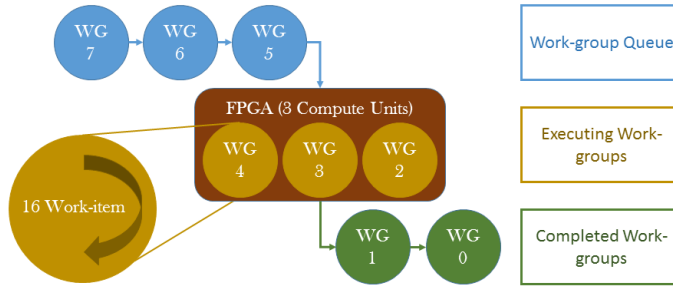 WG
7
WG
6
WG
5
Work-group Queue
FPGA (3 Compute Units)
WG
4
WG
3
WG
2
Executing Work-
groups
16 Work-item
WG
1
WG
0
Completed Work-
groups